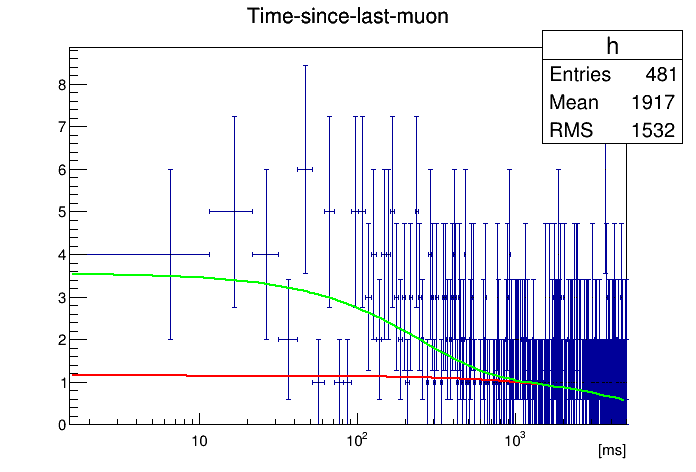 Time-since-last-muon
h
Entries 481
Mean 1917
RMS 1532
8
7
6
5
4
3
2
1
0
10 10² 10³
[ms]